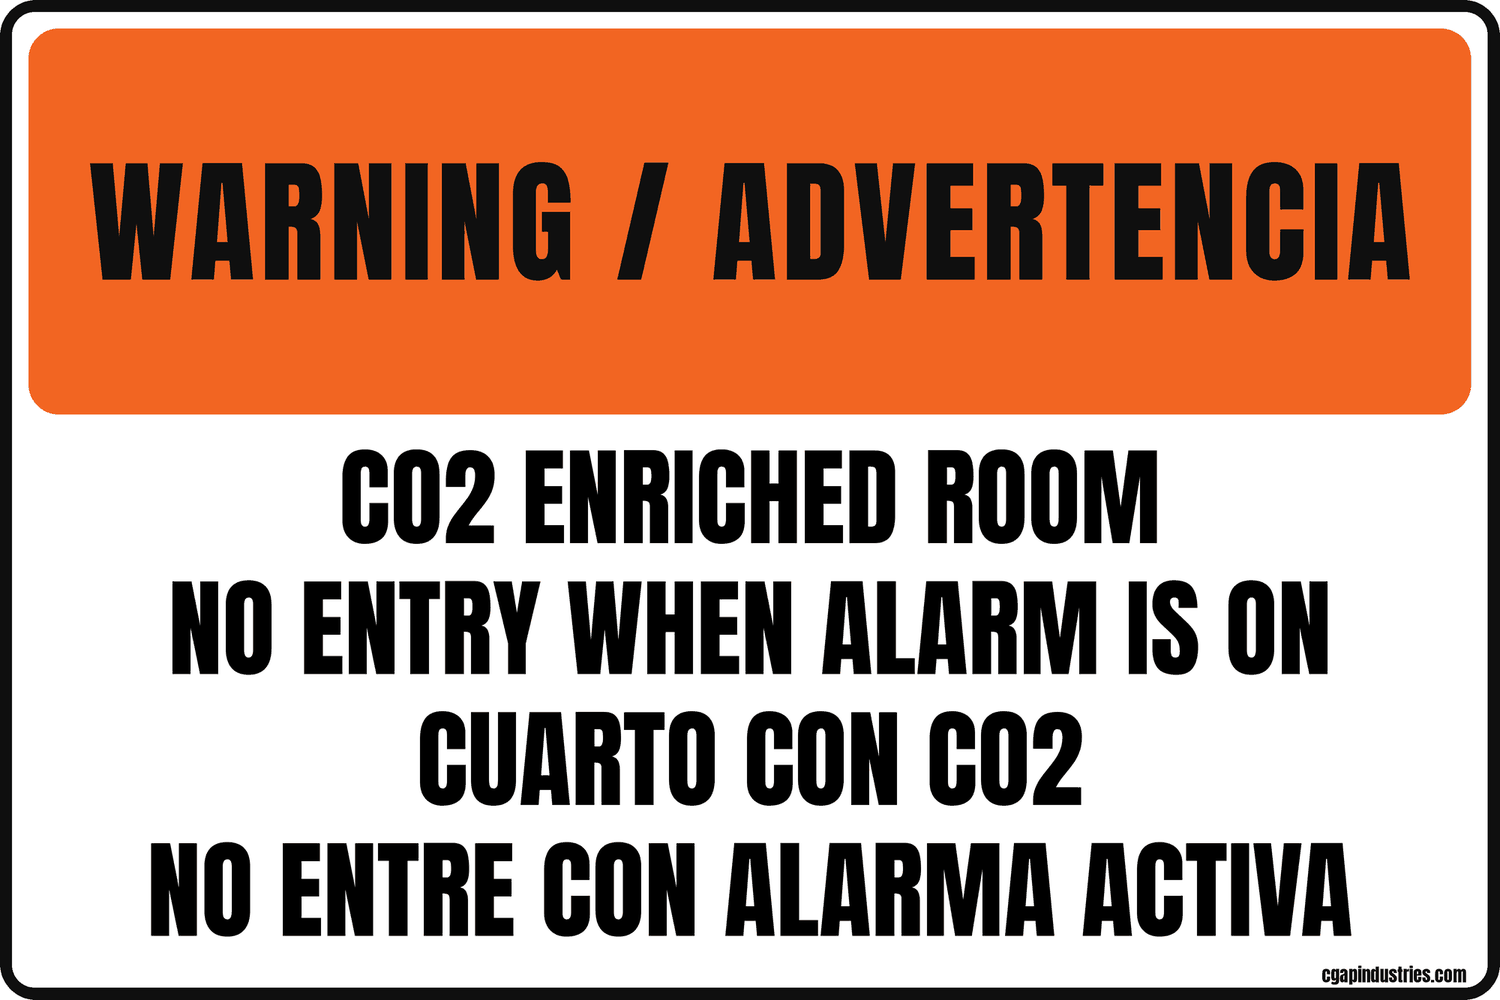 WARNING / ADVERTENCIA
CO2 ENRICHED ROOM
NO ENTRY WHEN ALARM IS ON
CUARTO CON CO2
NO ENTRE CON ALARMA ACTIVA
cgapindustries.com